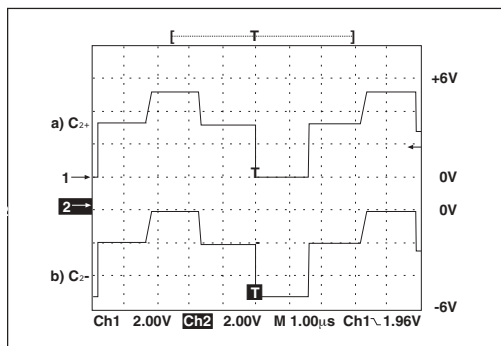 [ T ]
+6V
a) C2+
T
1→ 0V
2→ 0V
b) C2-
T
-6V
Ch1 2.00V Ch2 2.00V M 1.00µs Ch1 1.96V